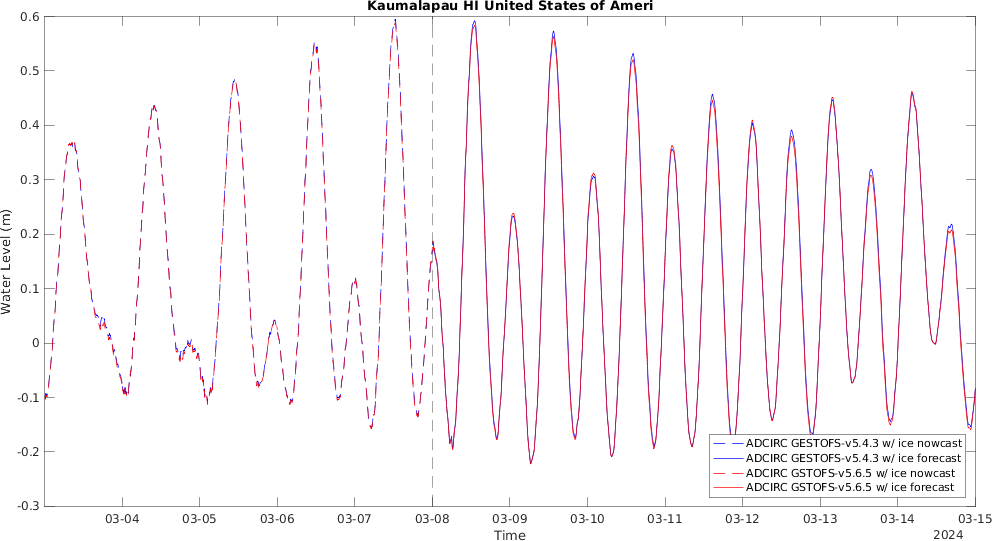 Kaumalapau HI United States of Ameri
0.6
0.5
0.4
0.3
0.2
0.1
0
-0.1
-0.2
-0.3
Water Level (m)
ADCIRC GESTOFS-v5.4.3 w/ ice nowcast
ADCIRC GESTOFS-v5.4.3 w/ ice forecast
ADCIRC GSTOFS-v5.6.5 w/ ice nowcast
ADCIRC GSTOFS-v5.6.5 w/ ice forecast
03-04 03-05 03-06 03-07 03-08 03-09 03-10 03-11 03-12 03-13 03-14 03-15
Time
2024